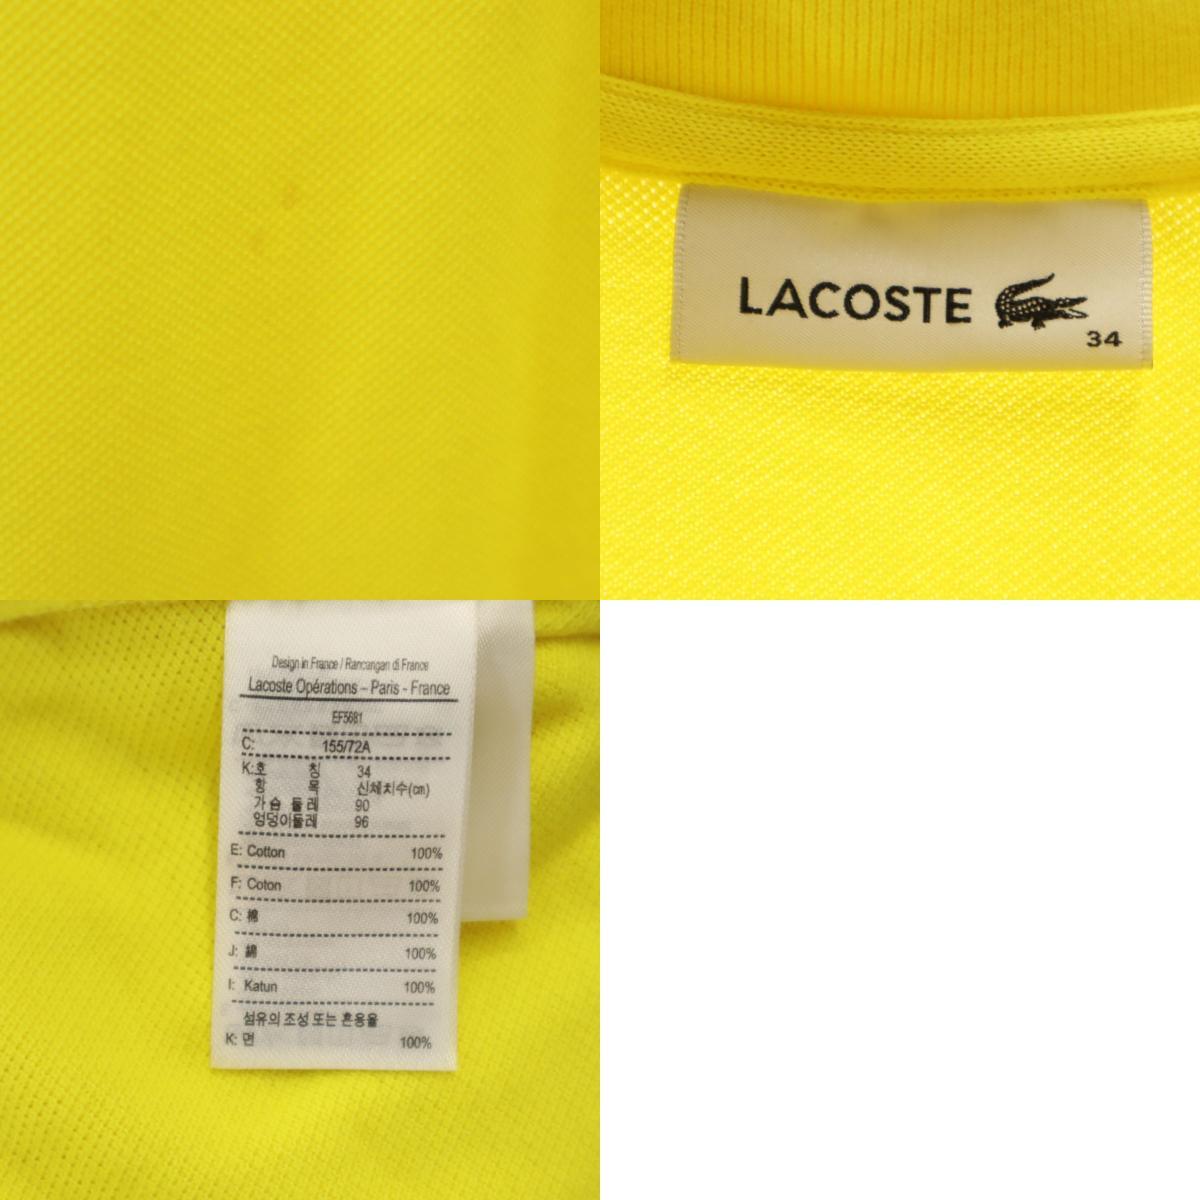 LACOSTE
34
Design in France / Rancangan di France
Lacoste Opérations – Paris - France
EF5681
C: 155/72A
K:호 칭 34
항 목 신체치수(㎝)
가슴 둘레 90
엉덩이둘레 96
E: Cotton 100%
F: Coton 100%
C: 棉 100%
J: 綿 100%
I: Katun 100%
섬유의 조성 또는 혼용율
K: 면 100%